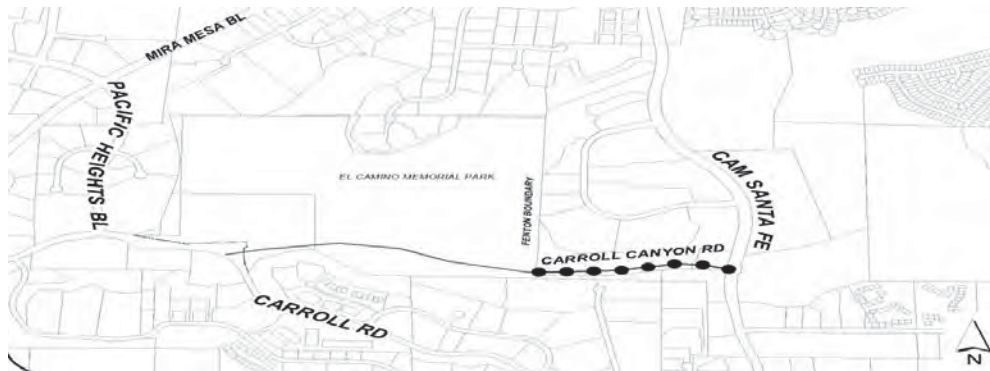 MIRA MESA BL
PACIFIC HEIGHTS BL
EL CAMINO MEMORIAL PARK
FENTON BOUNDARY
CAM SANTA FE
CARROLL CANYON RD
CARROLL RD
N